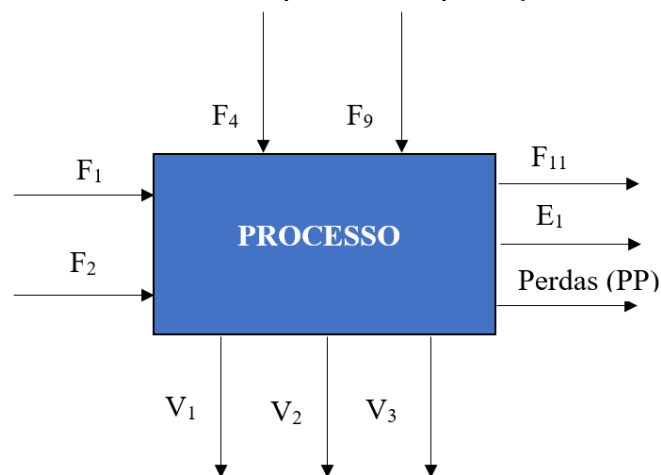 F₄
F₉
F₁
F₁₁
PROCESSO
E₁
F₂
Perdas (PP)
V₁
V₂
V₃